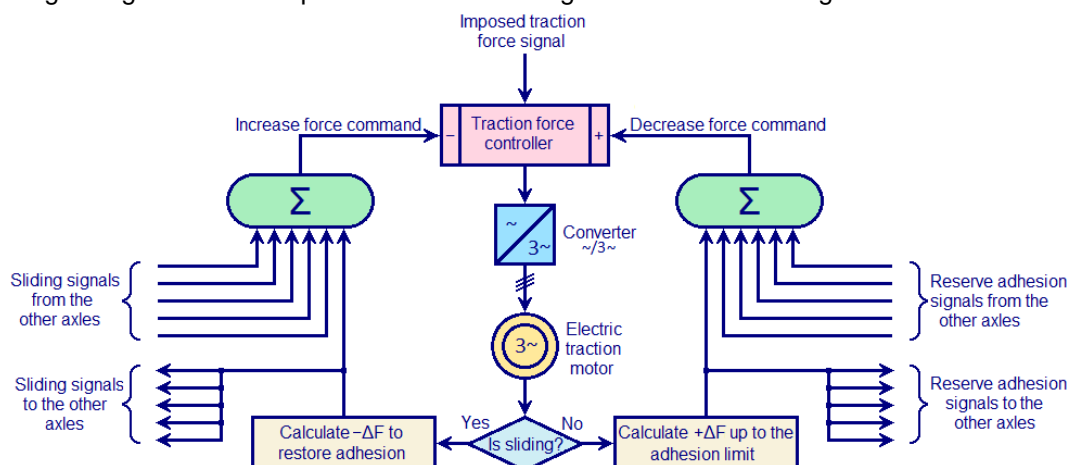 Imposed traction
force signal
Increase force command
−
Traction force
controller
+
Decrease force command
Σ
Σ
~
3~
Converter
~/3~
Sliding signals
from the
other axles
Reserve adhesion
signals from the
other axles
3~
Electric
traction
motor
Sliding signals
to the other
axles
Reserve adhesion
signals to the
other axles
Calculate −ΔF to
restore adhesion
Yes
Is sliding?
No
Calculate +ΔF up to the
adhesion limit